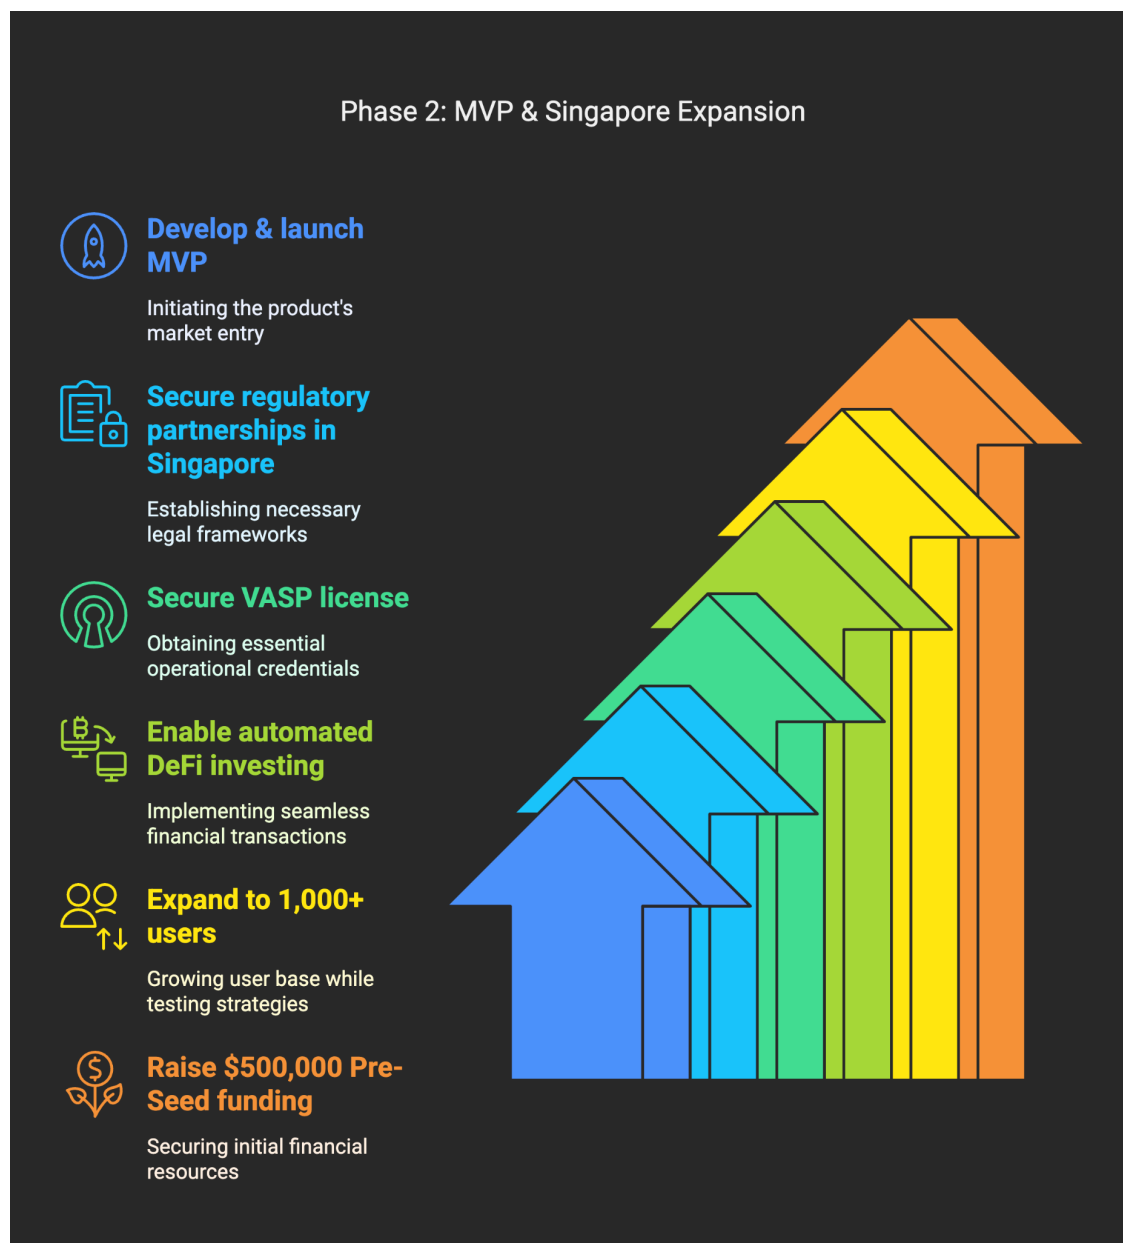 Phase 2: MVP & Singapore Expansion
Develop & launch
MVP
Initiating the product's
market entry
Secure regulatory
partnerships in
Singapore
Establishing necessary
legal frameworks
Secure VASP license
Obtaining essential
operational credentials
Enable automated
DeFi investing
Implementing seamless
financial transactions
Expand to 1,000+
users
Growing user base while
testing strategies
Raise $500,000 Pre-
Seed funding
Securing initial financial
resources